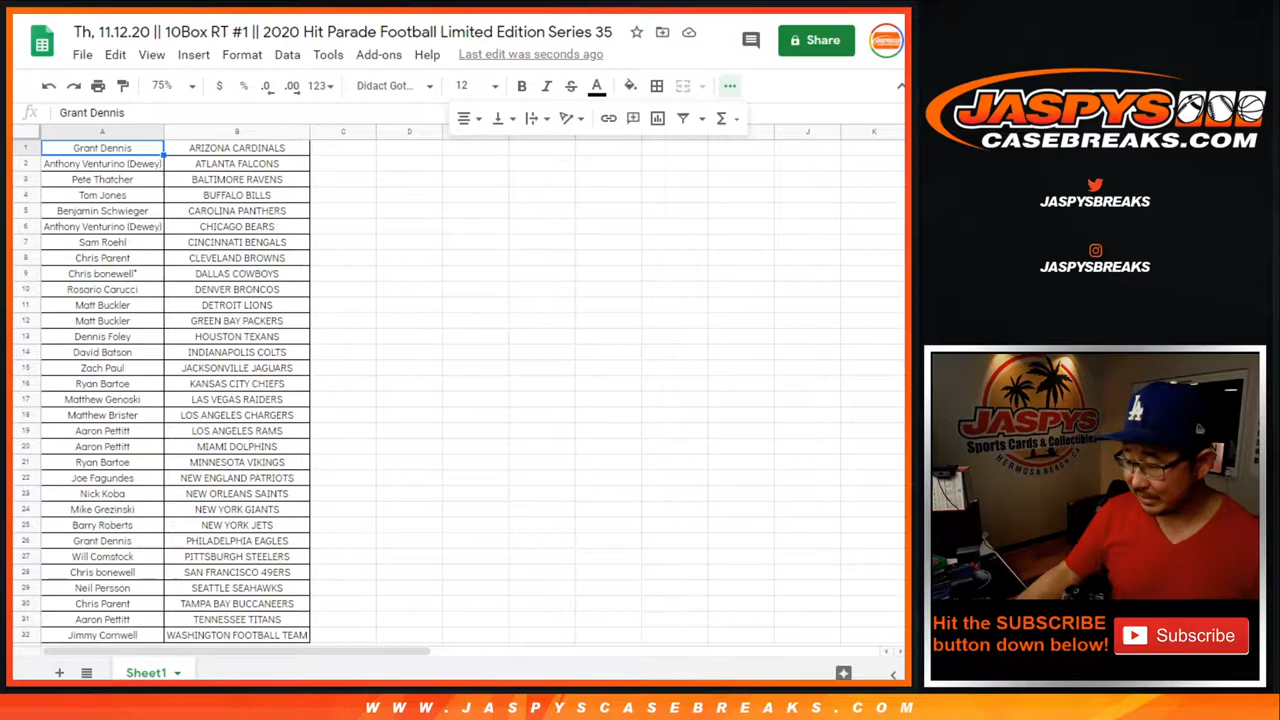 Th, 11.12.20 || 10Box RT #1 || 2020 Hit Parade Football Limited Edition Series 35
File Edit View Insert Format Data Tools Add-ons Help Last edit was seconds ago
Share
75% $ % .0 .00 123 Didact Got... 12 B I S A
fx Grant Dennis
A B C D J K
1 Grant Dennis ARIZONA CARDINALS
2 Anthony Venturino (Dewey) ATLANTA FALCONS
3 Pete Thatcher BALTIMORE RAVENS
4 Tom Jones BUFFALO BILLS
5 Benjamin Schwieger CAROLINA PANTHERS
6 Anthony Venturino (Dewey) CHICAGO BEARS
7 Sam Roehl CINCINNATI BENGALS
8 Chris Parent CLEVELAND BROWNS
9 Chris bonewell* DALLAS COWBOYS
10 Rosario Carucci DENVER BRONCOS
11 Matt Buckler DETROIT LIONS
12 Matt Buckler GREEN BAY PACKERS
13 Dennis Foley HOUSTON TEXANS
14 David Batson INDIANAPOLIS COLTS
15 Zach Paul JACKSONVILLE JAGUARS
16 Ryan Bartoe KANSAS CITY CHIEFS
17 Matthew Genoski LAS VEGAS RAIDERS
18 Matthew Brister LOS ANGELES CHARGERS
19 Aaron Pettitt LOS ANGELES RAMS
20 Aaron Pettitt MIAMI DOLPHINS
21 Ryan Bartoe MINNESOTA VIKINGS
22 Joe Fagundes NEW ENGLAND PATRIOTS
23 Nick Koba NEW ORLEANS SAINTS
24 Mike Grezinski NEW YORK GIANTS
25 Barry Roberts NEW YORK JETS
26 Grant Dennis PHILADELPHIA EAGLES
27 Will Comstock PITTSBURGH STEELERS
28 Chris bonewell SAN FRANCISCO 49ERS
29 Neil Persson SEATTLE SEAHAWKS
30 Chris Parent TAMPA BAY BUCCANEERS
31 Aaron Pettitt TENNESSEE TITANS
32 Jimmy Cornwell WASHINGTON FOOTBALL TEAM
Sheet1
JASPYS
CASEBREAKS.COM
JASPYSBREAKS
JASPYSBREAKS
JASPYS
Sports Cards & Collectibles
HERMOSA BEACH, CA
LA
Hit the SUBSCRIBE
button down below!
Subscribe
WWW.JASPYSCASEBREAKS.COM